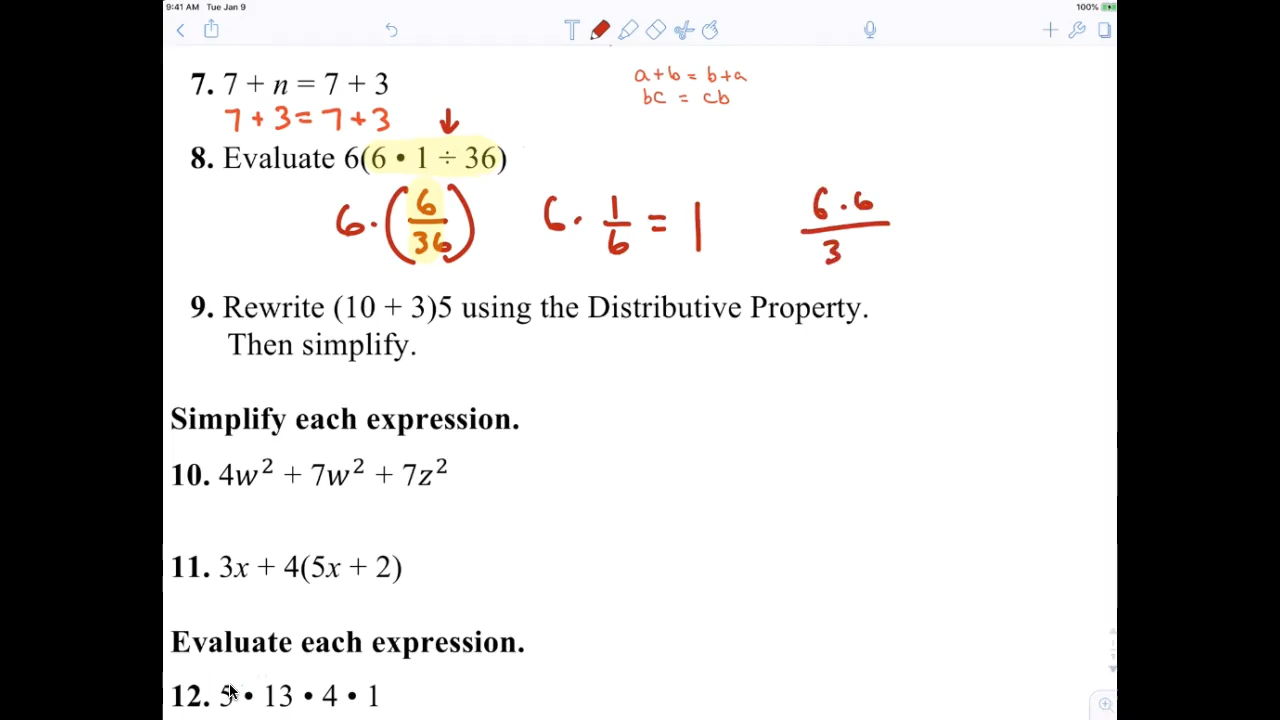 9:41 AM Tue Jan 9
100%
T
7. 7 + n = 7 + 3
a+b = b+a
bc = cb
7 + 3 = 7 + 3
8. Evaluate 6(6 • 1 ÷ 36)
6 · (6/36) 6 · 1/6 = 1 6 · 6/3
9. Rewrite (10 + 3)5 using the Distributive Property.
Then simplify.
Simplify each expression.
10. 4w² + 7w² + 7z²
11. 3x + 4(5x + 2)
Evaluate each expression.
12. 5 • 13 • 4 • 1